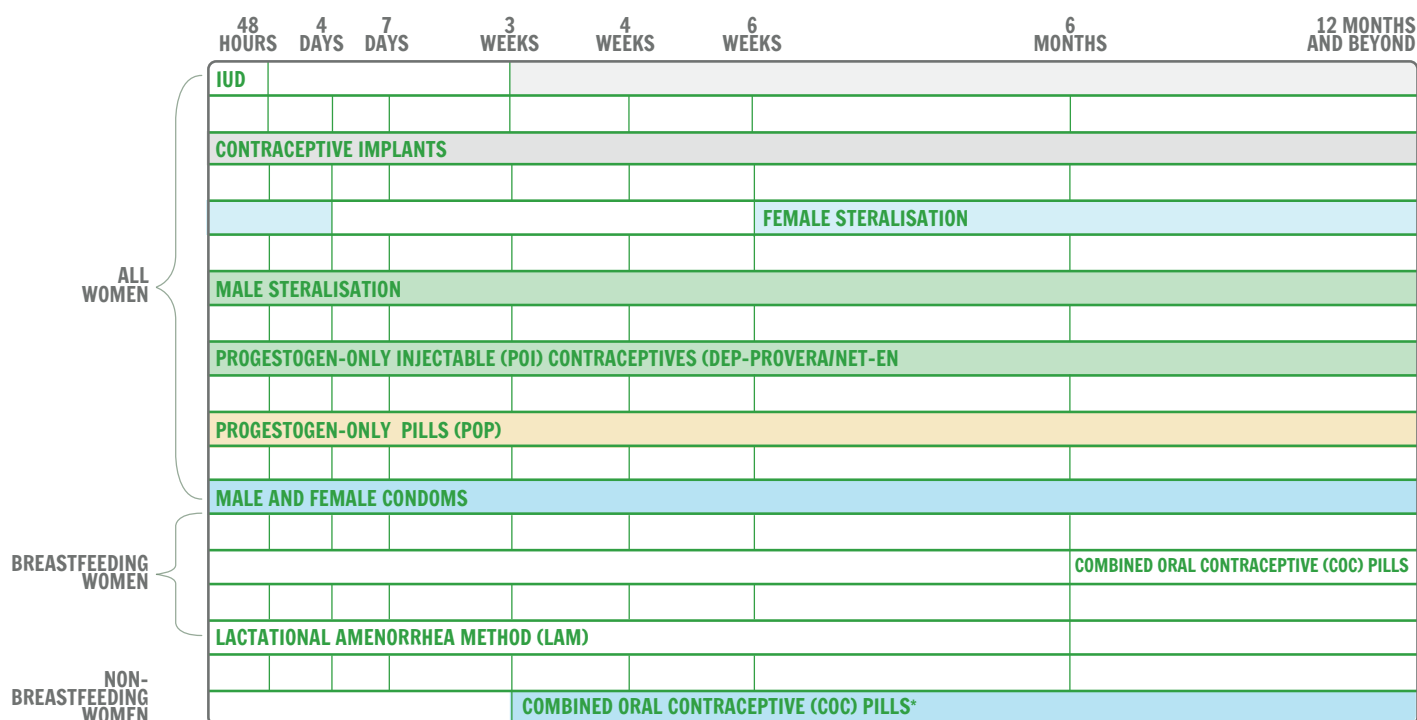 48 HOURS
4 DAYS
7 DAYS
3 WEEKS
4 WEEKS
6 WEEKS
6 MONTHS
12 MONTHS AND BEYOND
IUD
CONTRACEPTIVE IMPLANTS
FEMALE STERALISATION
ALL
WOMEN
MALE STERALISATION
PROGESTOGEN-ONLY INJECTABLE (POI) CONTRACEPTIVES (DEP-PROVERA/NET-EN
PROGESTOGEN-ONLY PILLS (POP)
MALE AND FEMALE CONDOMS
BREASTFEEDING
WOMEN
COMBINED ORAL CONTRACEPTIVE (COC) PILLS
LACTATIONAL AMENORRHEA METHOD (LAM)
NON-
BREASTFEEDING
WOMEN
COMBINED ORAL CONTRACEPTIVE (COC) PILLS*